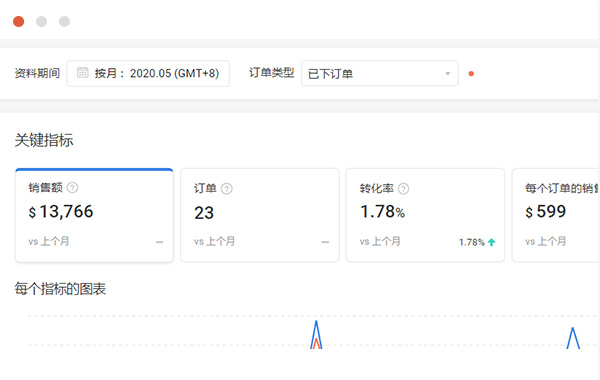 资料期间 按月： 2020.05 (GMT+8) 订单类型 已下订单
关键指标
销售额 ? 订单 ? 转化率 ? 每个订单的销售
$ 13,766 23 1.78% $ 599
vs 上个月 – vs 上个月 – vs 上个月 1.78% vs 上个月
每个指标的图表